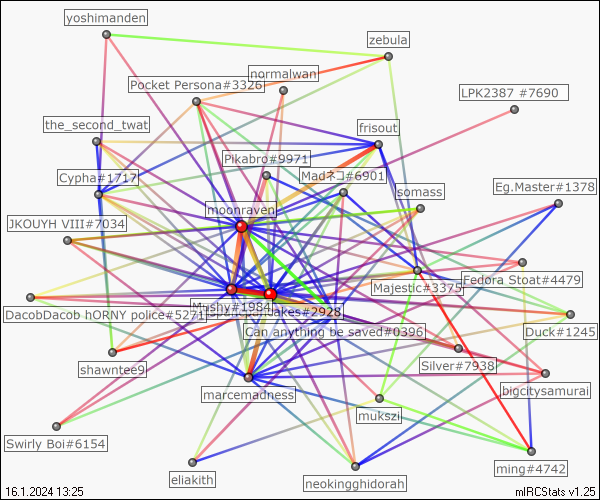 yoshimanden
zebula
normalwan
Pocket Persona#3326
LPK2387 #7690
the_second_twat
frisout
Pikabro#9971
Madネコ#6901
Cypha#1717
somass
Eg.Master#1378
moonraven
JKOUYH VIII#7034
Fedora Stoat#4479
Majestic#3375
Mushy#1984
lakes#2928
DacobDacob hORNY police#5271
Can anything be saved#0396
Duck#1245
shawntee9
Silver#7938
marcemadness
bigcitysamurai
mukszi
Swirly Boi#6154
ming#4742
eliakith
neokingghidorah
16.1.2024 13:25
mIRCStats v1.25